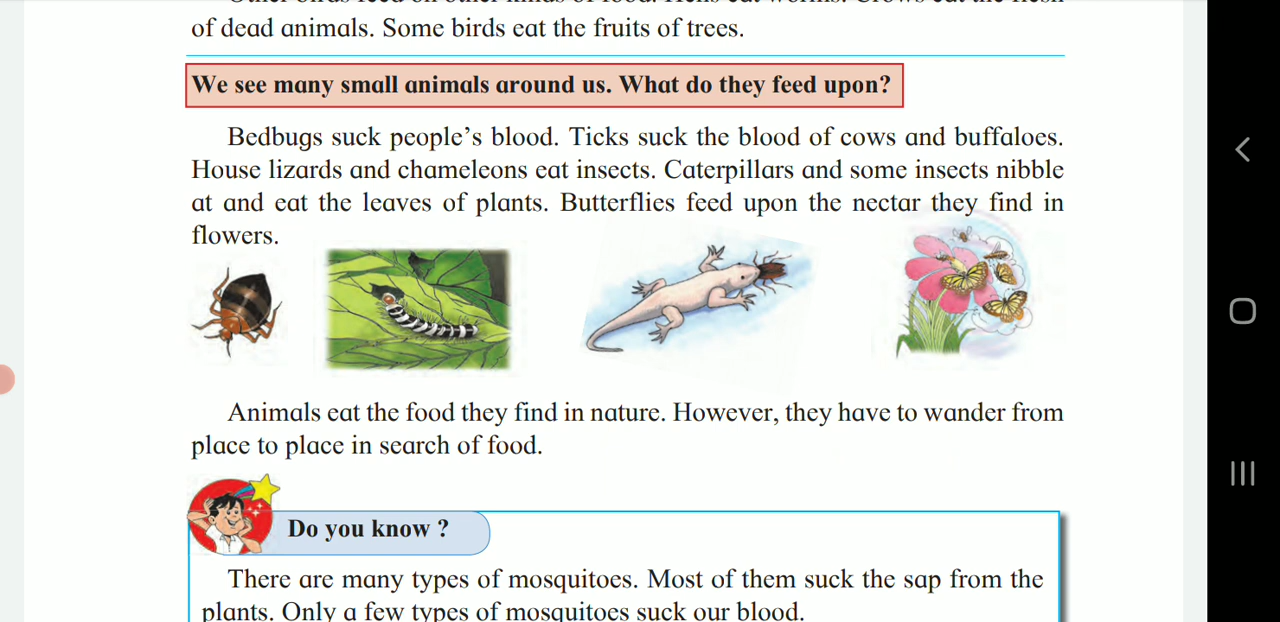 of dead animals. Some birds eat the fruits of trees.
We see many small animals around us. What do they feed upon?
Bedbugs suck people’s blood. Ticks suck the blood of cows and buffaloes.
House lizards and chameleons eat insects. Caterpillars and some insects nibble
at and eat the leaves of plants. Butterflies feed upon the nectar they find in
flowers.
Animals eat the food they find in nature. However, they have to wander from
place to place in search of food.
Do you know ?
There are many types of mosquitoes. Most of them suck the sap from the
plants. Only a few types of mosquitoes suck our blood.